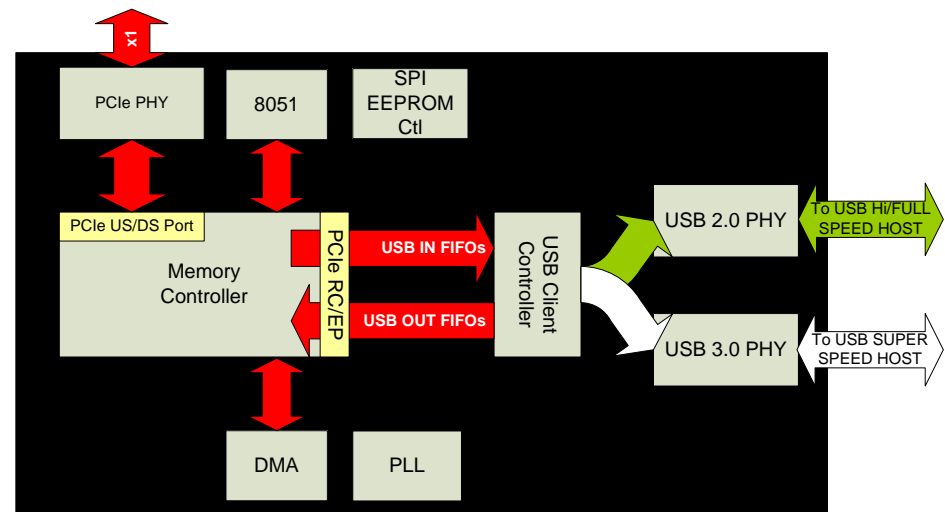 x1
PCIe PHY
8051
SPI
EEPROM
Ctl
PCIe US/DS Port
Memory
Controller
PCIe RC/EP
USB IN FIFOs
USB OUT FIFOs
USB Client
Controller
USB 2.0 PHY
To USB Hi/FULL
SPEED HOST
USB 3.0 PHY
To USB SUPER
SPEED HOST
DMA
PLL